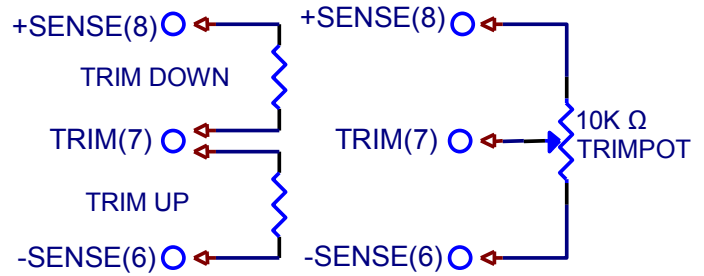 +SENSE(8)
TRIM DOWN
TRIM(7)
TRIM UP
-SENSE(6)
+SENSE(8)
10K Ω
TRIM(7)
TRIMPOT
-SENSE(6)